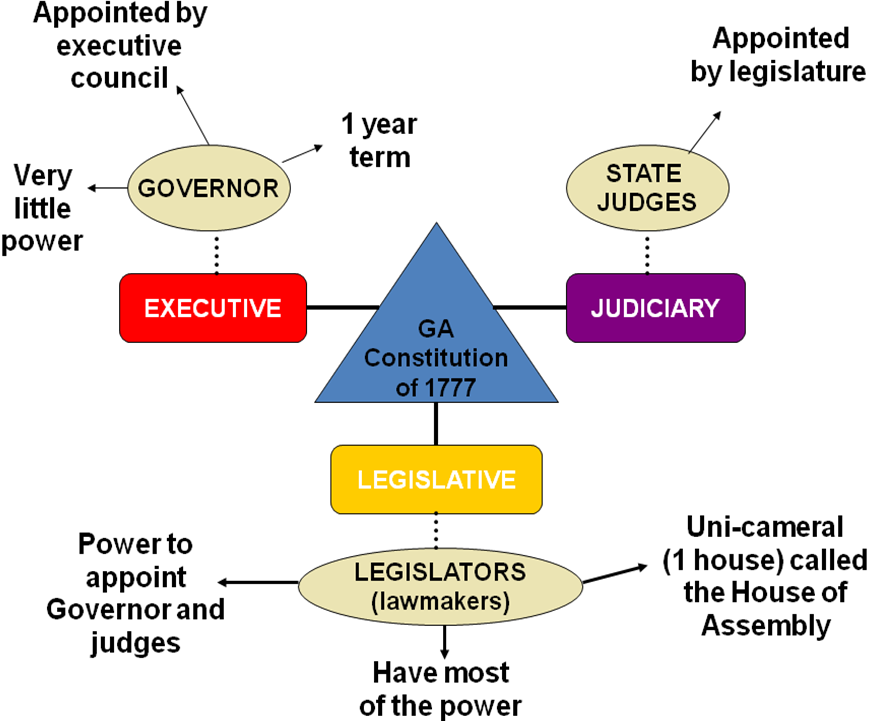 Appointed by
executive
council
1 year
term
Very
little
power
GOVERNOR
EXECUTIVE
Appointed
by legislature
STATE
JUDGES
JUDICIARY
GA
Constitution
of 1777
LEGISLATIVE
LEGISLATORS
(lawmakers)
Power to
appoint
Governor and
judges
Have most
of the power
Uni-cameral
(1 house) called
the House of
Assembly